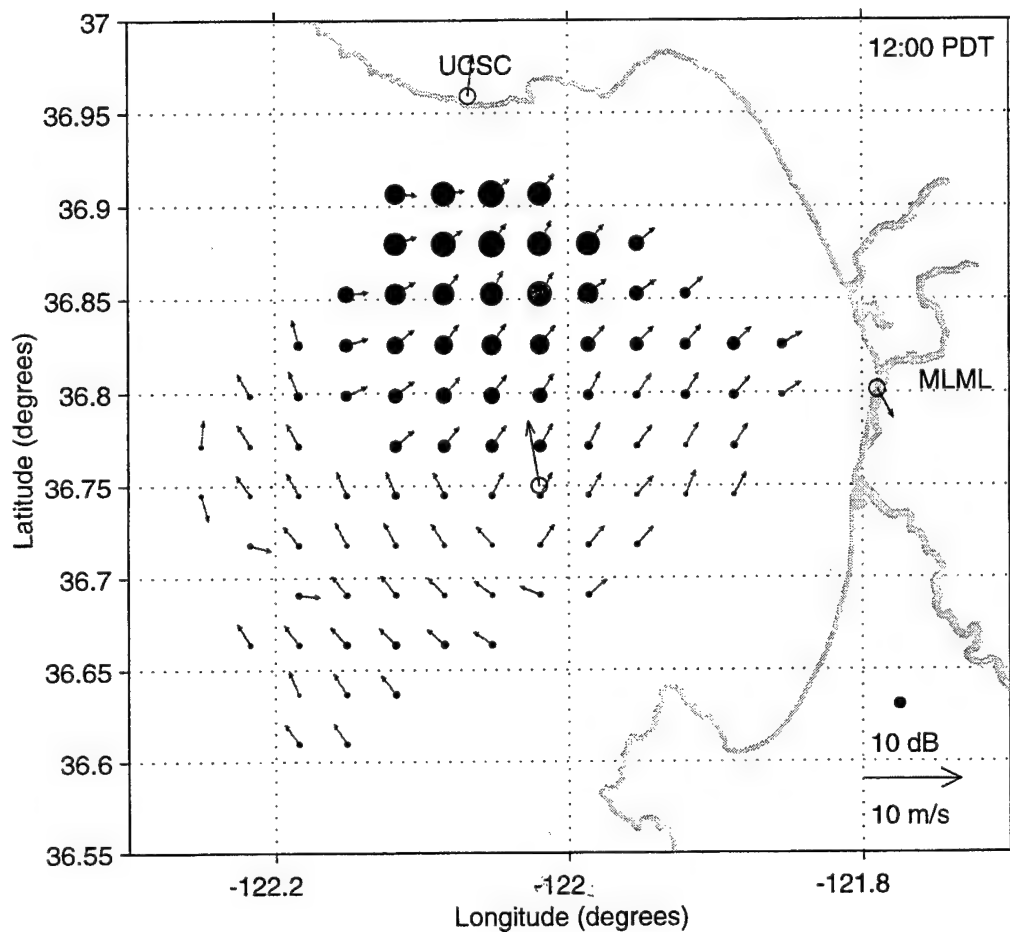 37
12:00 PDT
UCSC
36.95
36.9
36.85
36.8
MLML
36.75
36.7
36.65
10 dB
36.6
10 m/s
36.55
-122.2
-122
-121.8
Latitude (degrees)
Longitude (degrees)